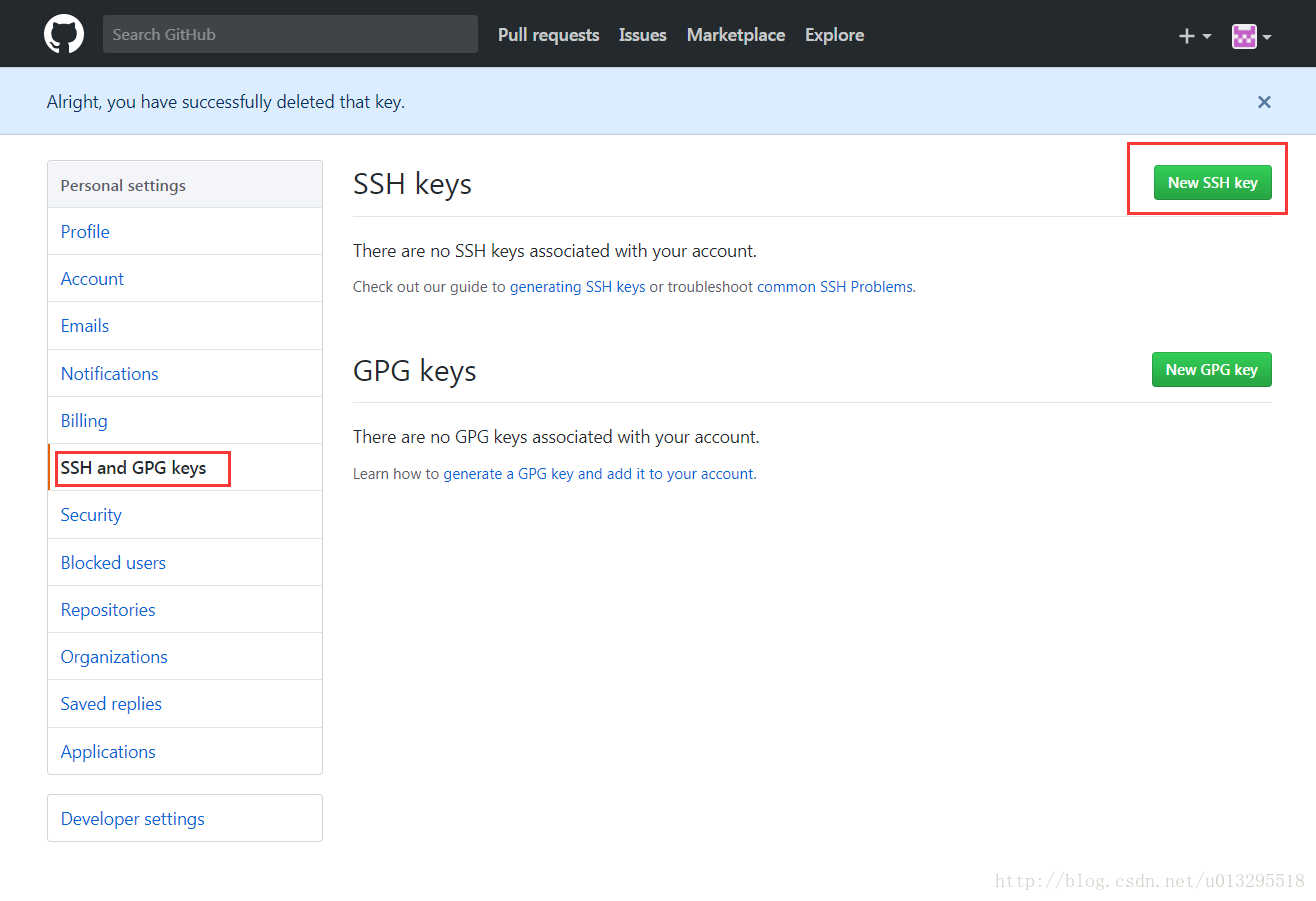 Search GitHub Pull requests Issues Marketplace Explore
Alright, you have successfully deleted that key.
Personal settings
Profile
Account
Emails
Notifications
Billing
SSH and GPG keys
Security
Blocked users
Repositories
Organizations
Saved replies
Applications
Developer settings
SSH keys
New SSH key
There are no SSH keys associated with your account.
Check out our guide to generating SSH keys or troubleshoot common SSH Problems.
GPG keys
New GPG key
There are no GPG keys associated with your account.
Learn how to generate a GPG key and add it to your account.
http://blog.csdn.net/u013295518